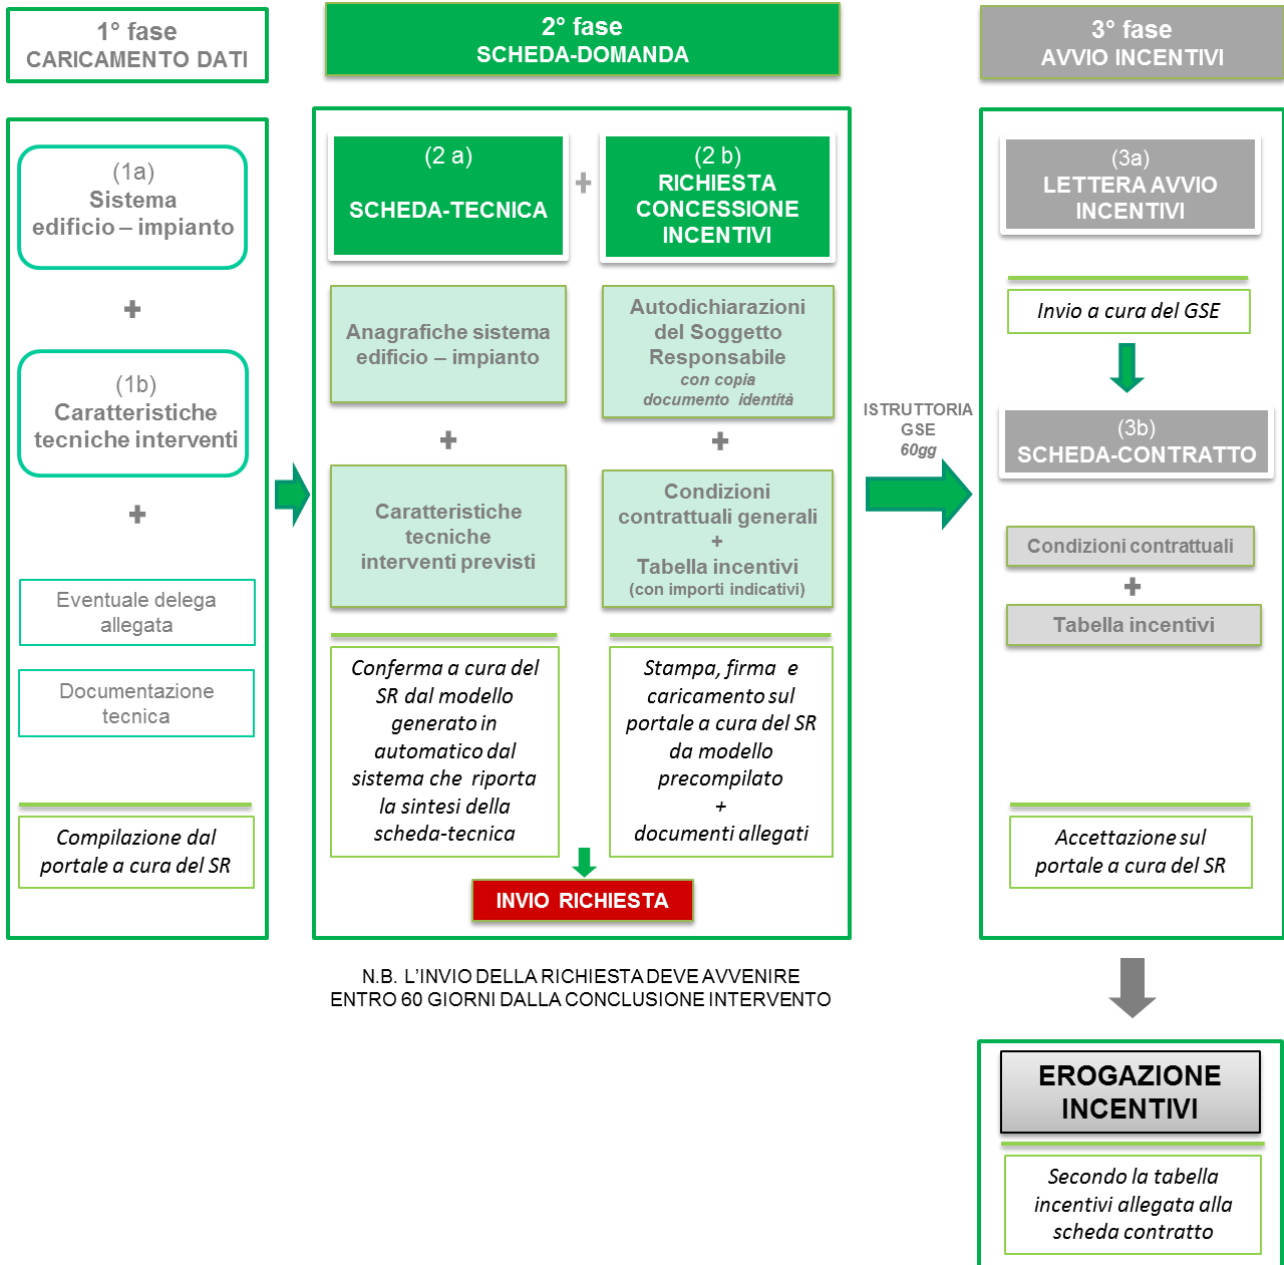 1° fase
CARICAMENTO DATI
2° fase
SCHEDA-DOMANDA
3° fase
AVVIO INCENTIVI
(1a)
Sistema
edificio – impianto
+
(1b)
Caratteristiche
tecniche interventi
+
Eventuale delega
allegata
Documentazione
tecnica
Compilazione dal
portale a cura del SR
(2 a)
SCHEDA-TECNICA
+
(2 b)
RICHIESTA
CONCESSIONE
INCENTIVI
Anagrafiche sistema
edificio – impianto
+
Caratteristiche
tecniche
interventi previsti
Conferma a cura del
SR dal modello
generato in
automatico dal
sistema che riporta
la sintesi della
scheda-tecnica
Autodichiarazioni
del Soggetto
Responsabile
con copia
documento identità
+
Condizioni
contrattuali generali
+
Tabella incentivi
(con importi indicativi)
Stampa, firma e
caricamento sul
portale a cura del SR
da modello
precompilato
+
documenti allegati
INVIO RICHIESTA
N.B. L'INVIO DELLA RICHIESTA DEVE AVVENIRE
ENTRO 60 GIORNI DALLA CONCLUSIONE INTERVENTO
ISTRUTTORIA
GSE
60gg
(3a)
LETTERA AVVIO
INCENTIVI
Invio a cura del GSE
(3b)
SCHEDA-CONTRATTO
Condizioni contrattuali
+
Tabella incentivi
Accettazione sul
portale a cura del SR
EROGAZIONE
INCENTIVI
Secondo la tabella
incentivi allegata alla
scheda contratto